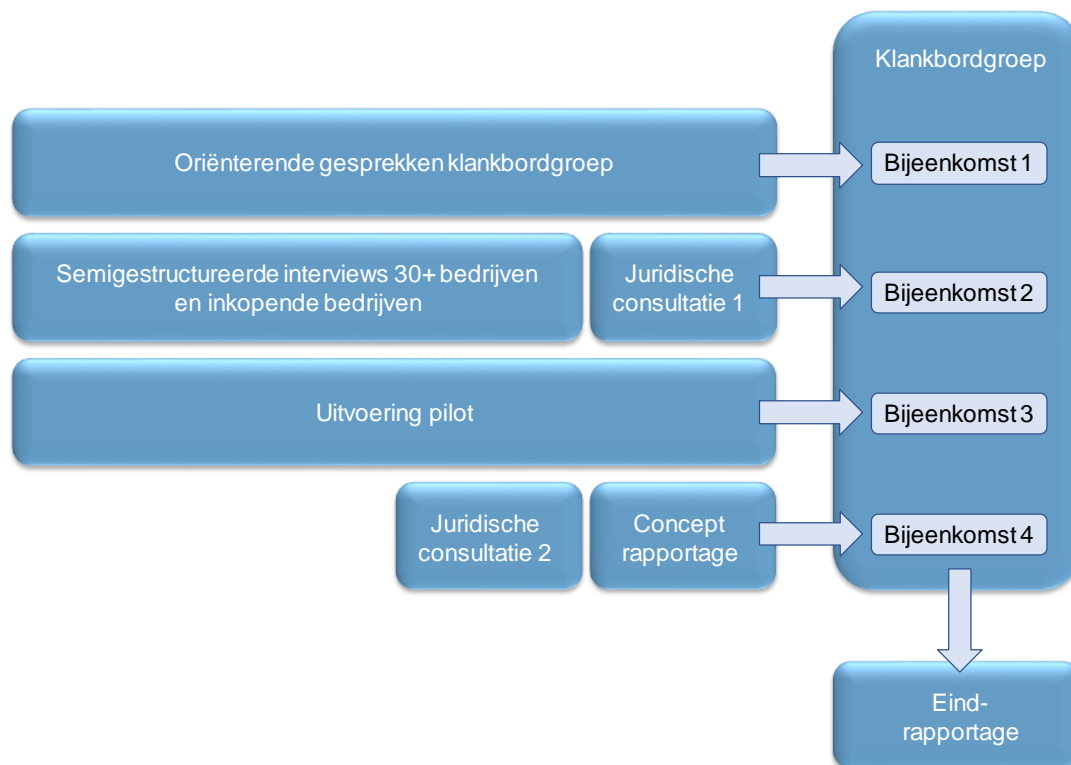 Klankbordgroep
Oriënterende gesprekken klankbordgroep
Bijeenkomst 1
Semigestructureerde interviews 30+ bedrijven
en inkopende bedrijven
Juridische
consultatie 1
Bijeenkomst 2
Uitvoering pilot
Bijeenkomst 3
Juridische
consultatie 2
Concept
rapportage
Bijeenkomst 4
Eind-
rapportage